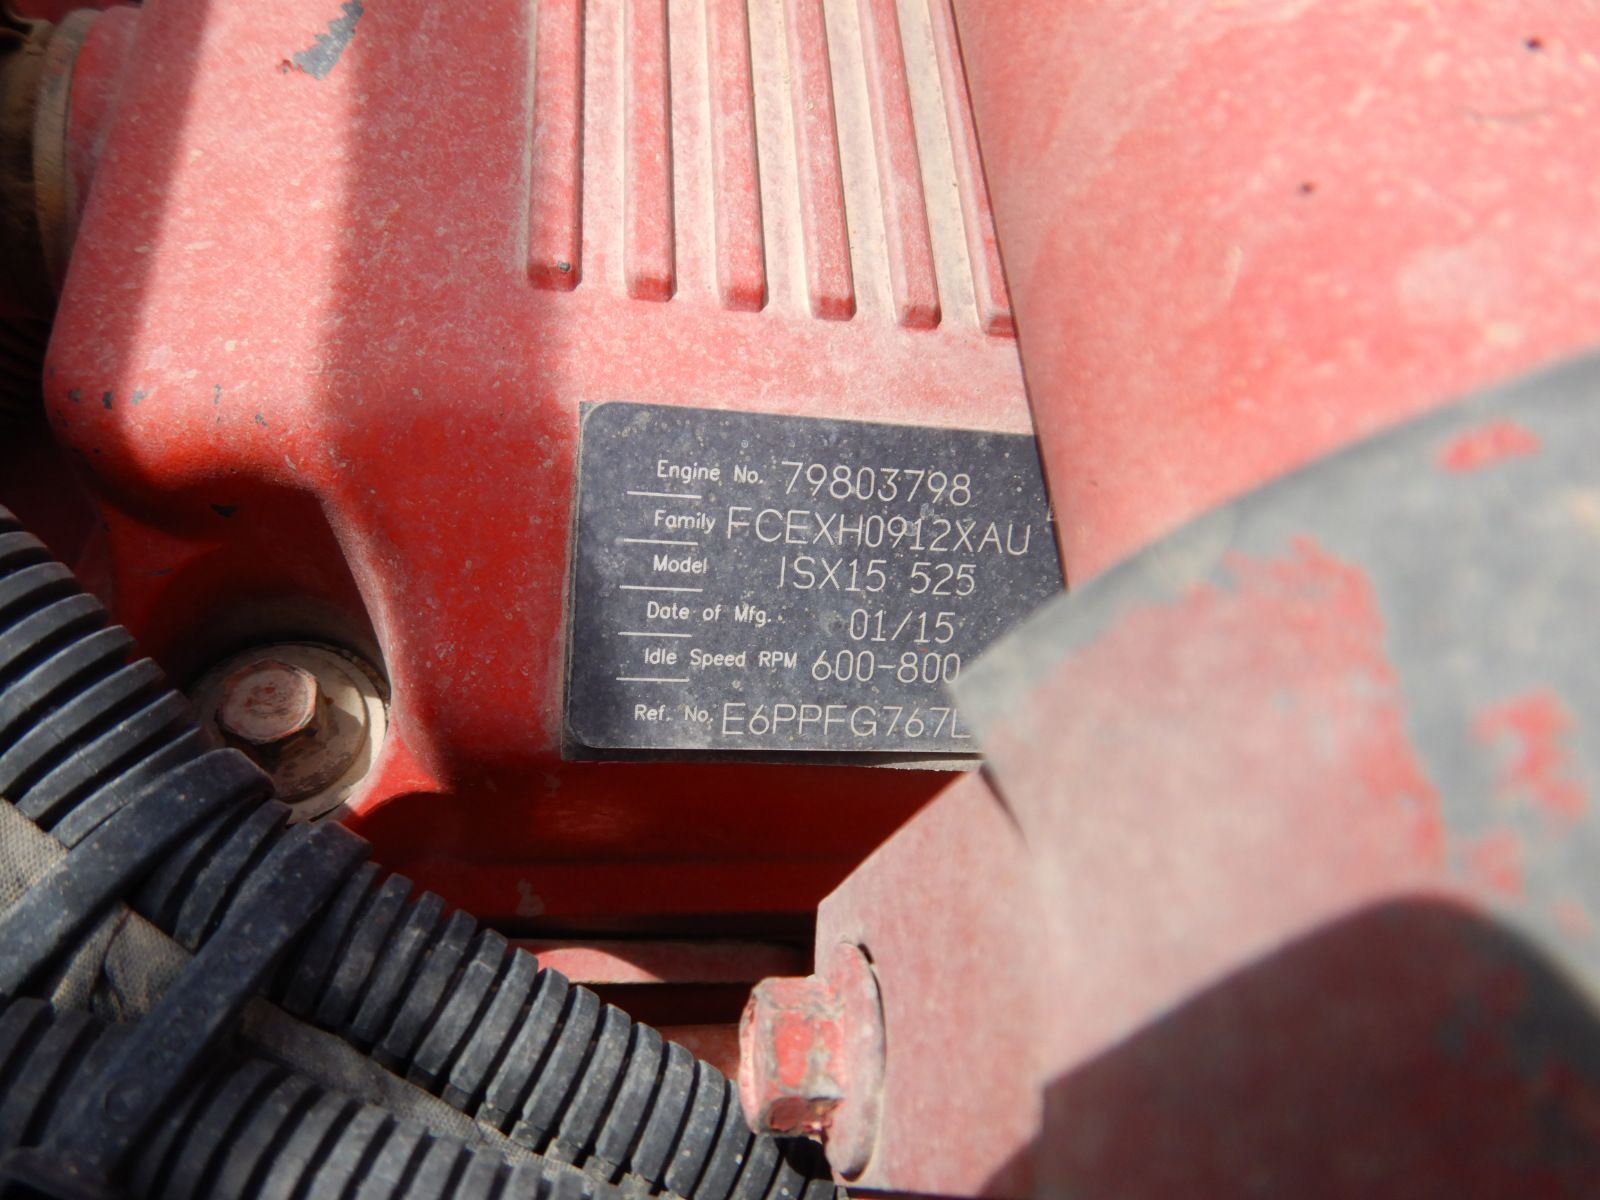 Engine No. 79803798
Family FCEXH0912XAU
Model ISX15 525
Date of Mfg. 01/15
Idle Speed RPM 600-800
Ref. No. E6PPFG767